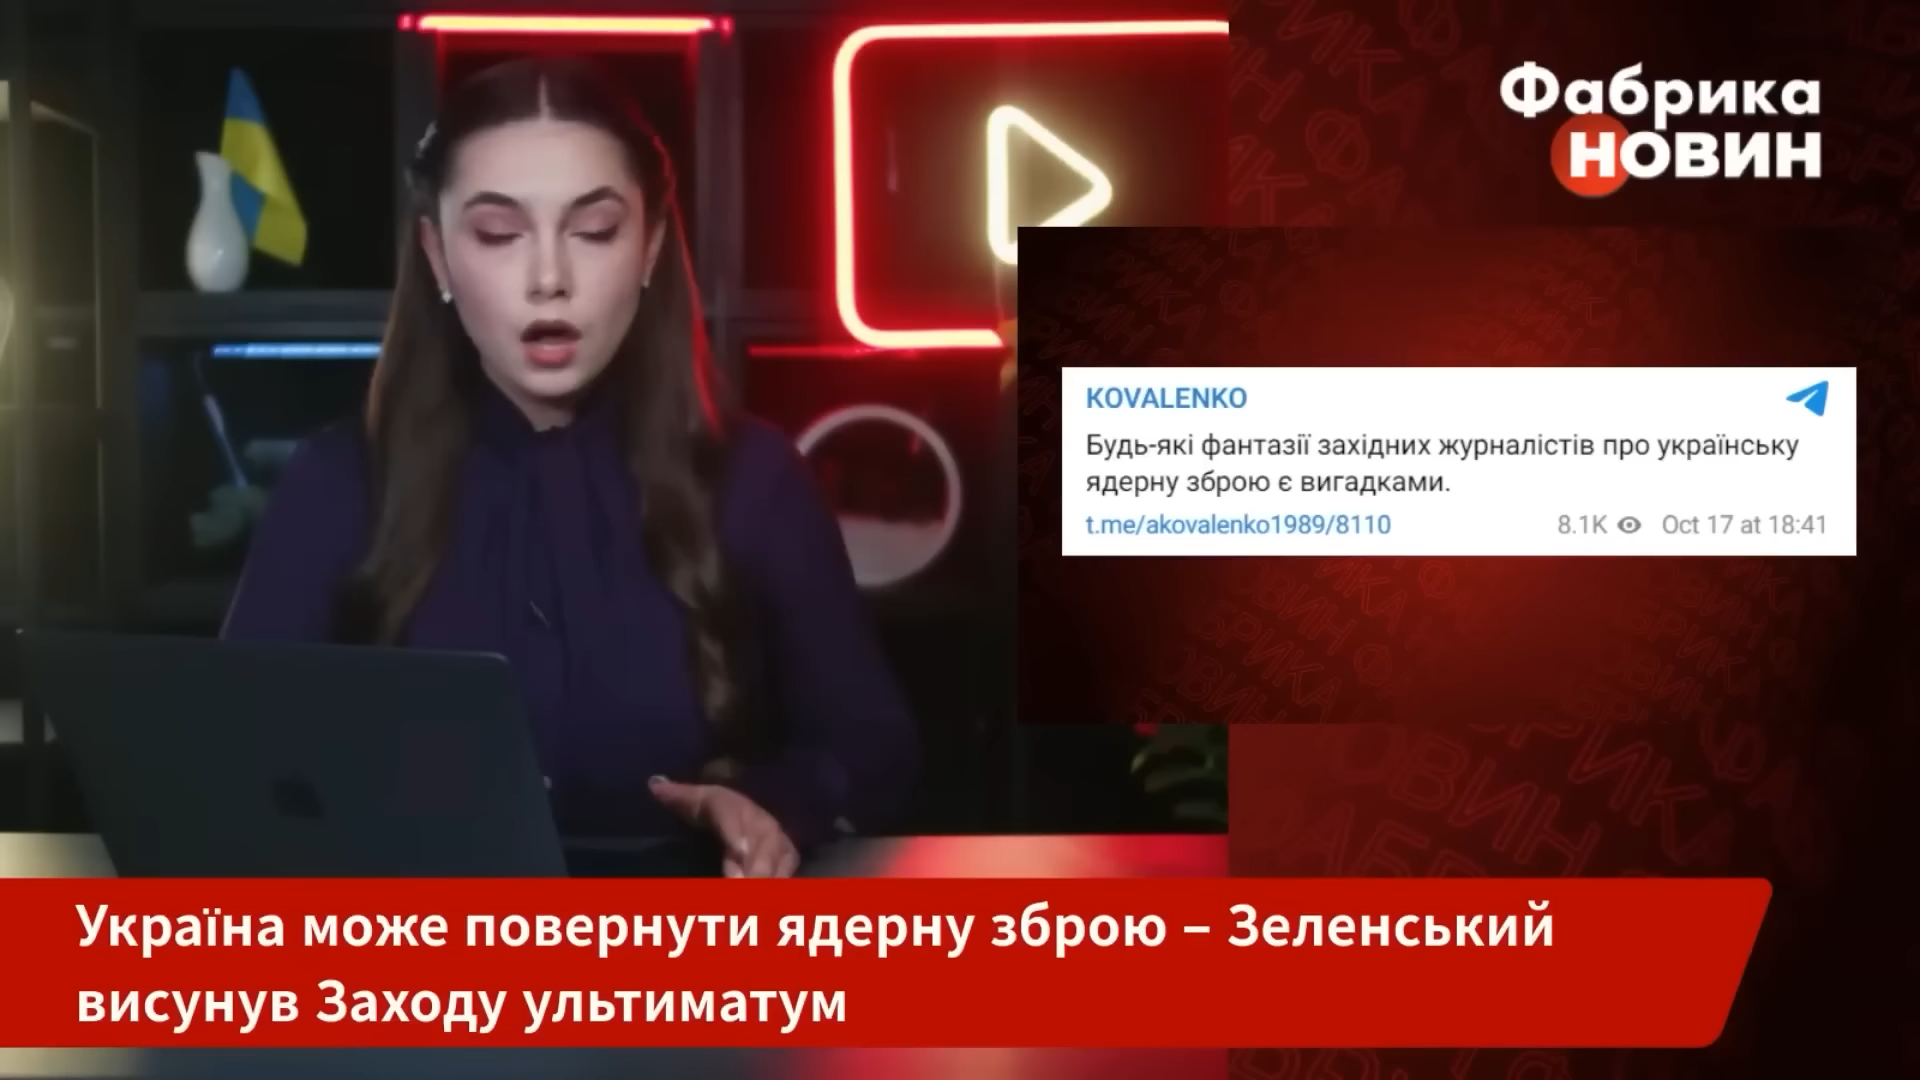 Фабрика
НОВИН
KOVALENKO
Будь-які фантазії західних журналістів про українську
ядерну зброю є вигадками.
t.me/akovalenko1989/8110 8.1K Oct 17 at 18:41
Україна може повернути ядерну зброю – Зеленський
висунув Заходу ультиматум